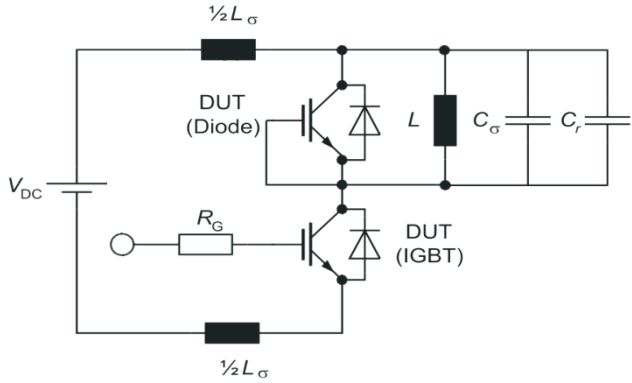 ½Lσ
DUT
(Diode)
L
Cσ
Cr
VDC
RG
DUT
(IGBT)
½Lσ